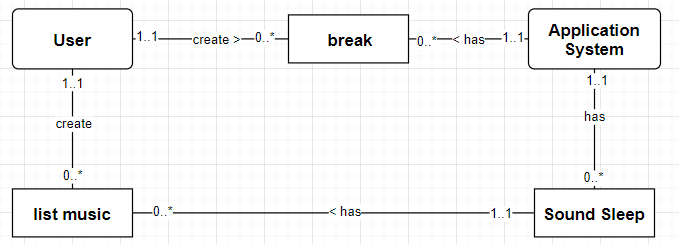 User
1..1
create >
0..*
break
0..*
< has
1..1
Application
System
1..1
create
0..*
1..1
has
0..*
list music
0..*
< has
1..1
Sound Sleep